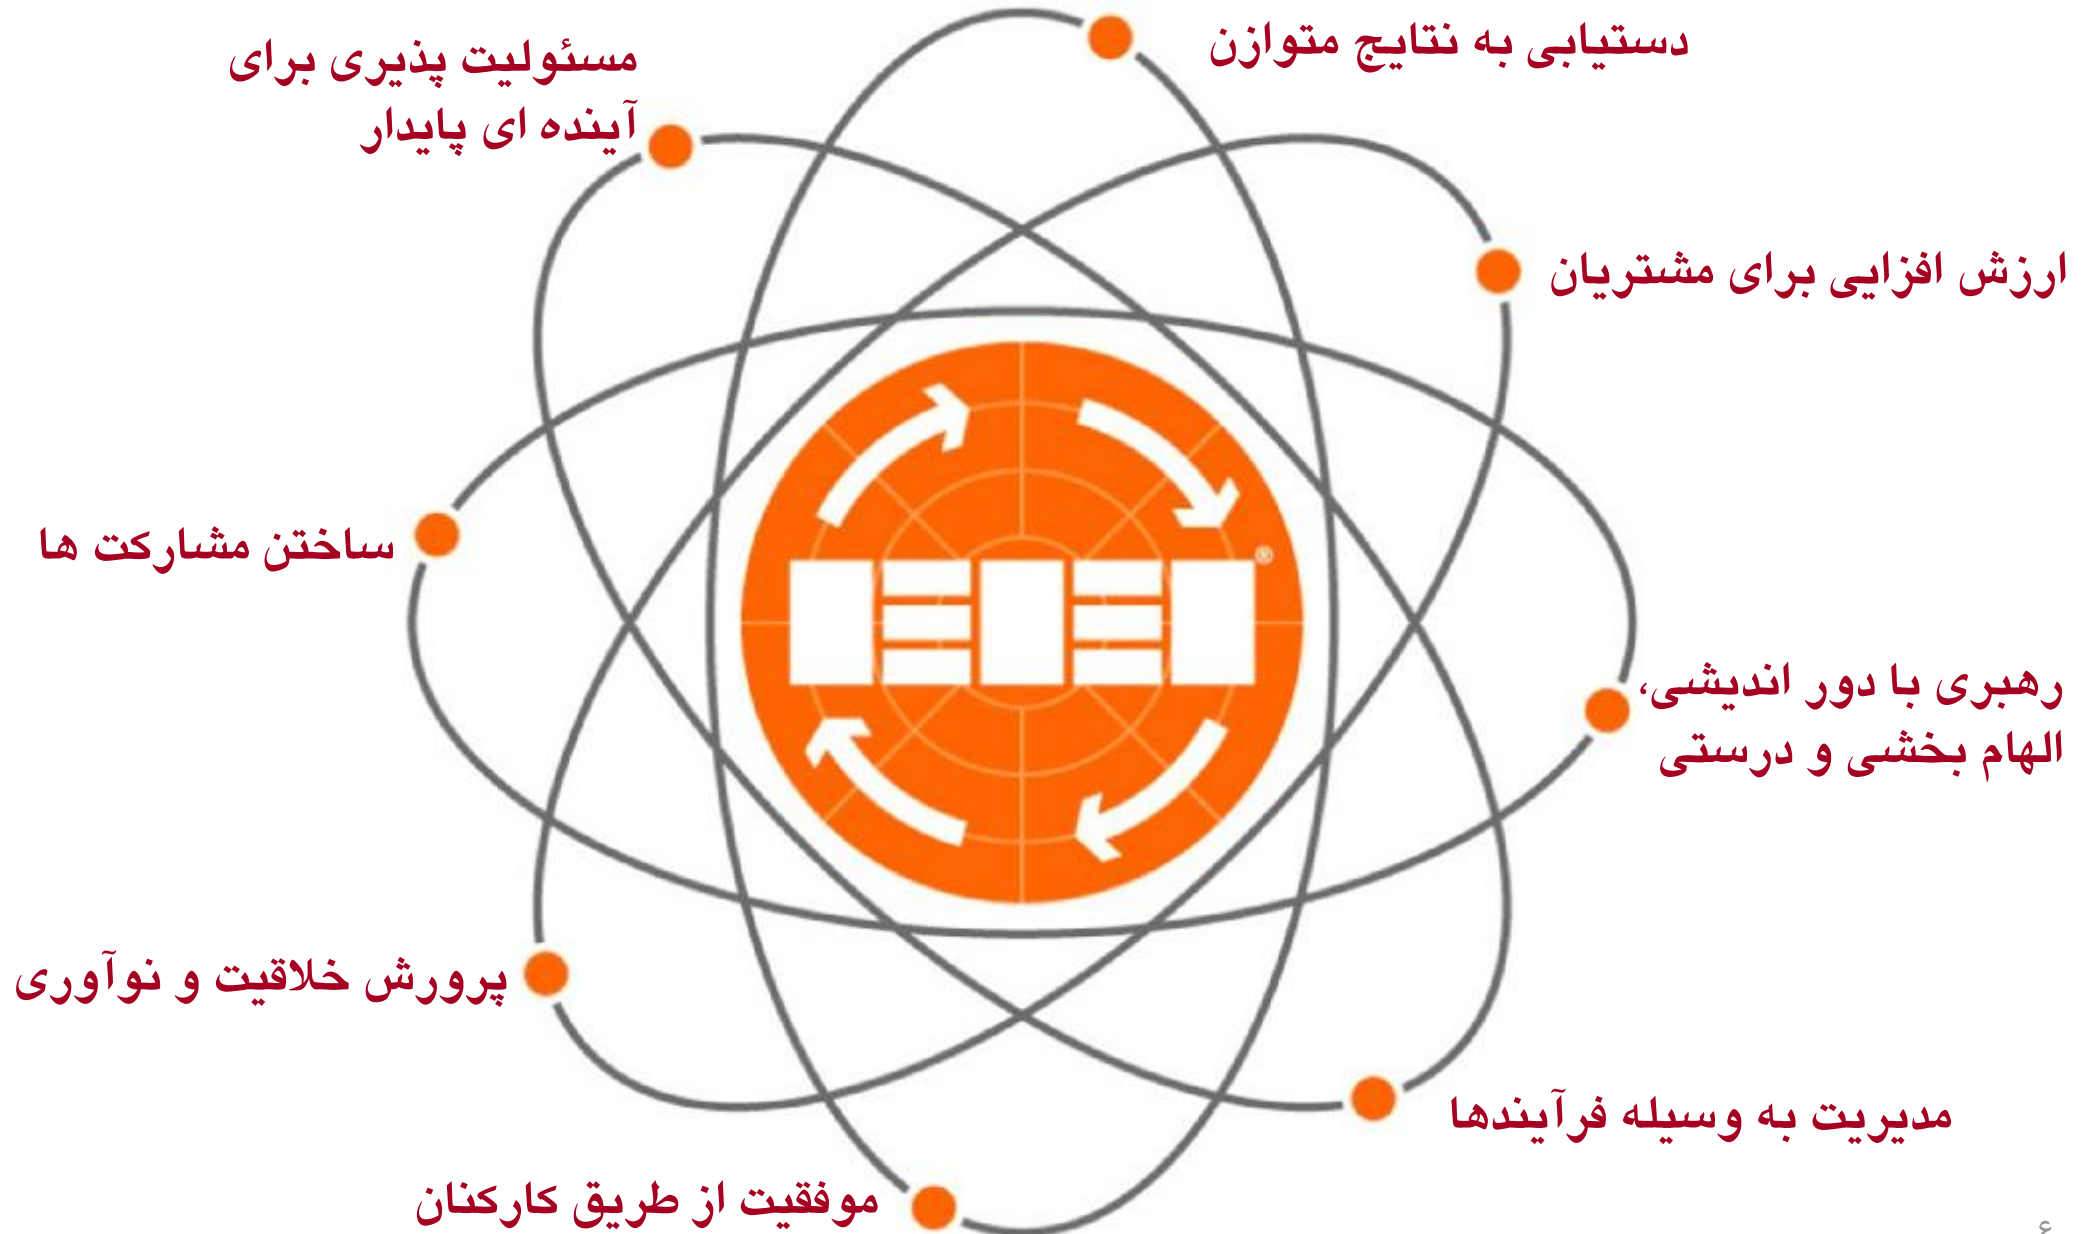 دستیابی به نتایج متوازن
مسئولیت پذیری برای
آینده ای پایدار
ارزش افزایی برای مشتریان
ساختن مشارکت ها
رهبری با دور اندیشی،
الهام بخشی و درستی
پرورش خلاقیت و نوآوری
مدیریت به وسیله فرآیندها
موفقیت از طریق کارکنان
®
۶